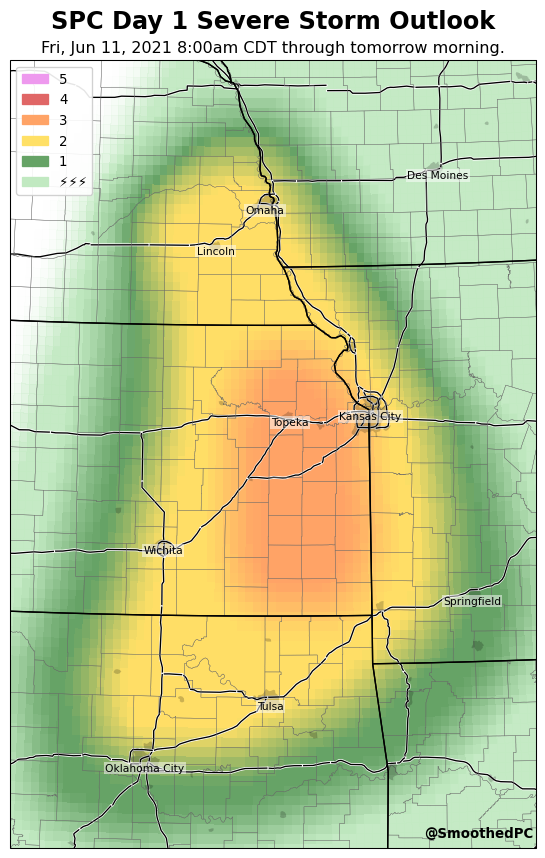 SPC Day 1 Severe Storm Outlook
Fri, Jun 11, 2021 8:00am CDT through tomorrow morning.
5
4
3
2
1
⚡⚡⚡
Des Moines
Omaha
Lincoln
Kansas City
Topeka
Wichita
Springfield
Tulsa
Oklahoma City
@SmoothedPC